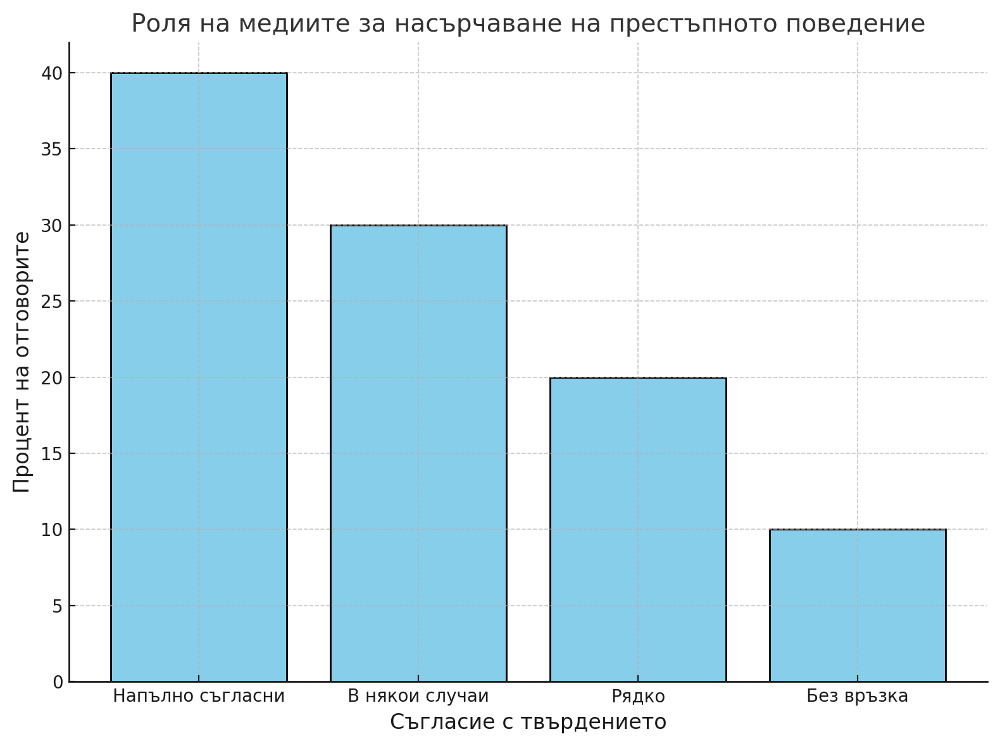 Роля на медиите за насърчаване на престъпното поведение
Процент на отговорите
40
35
30
25
20
15
10
5
0
Напълно съгласни
В някои случаи
Рядко
Без връзка
Съгласие с твърдението